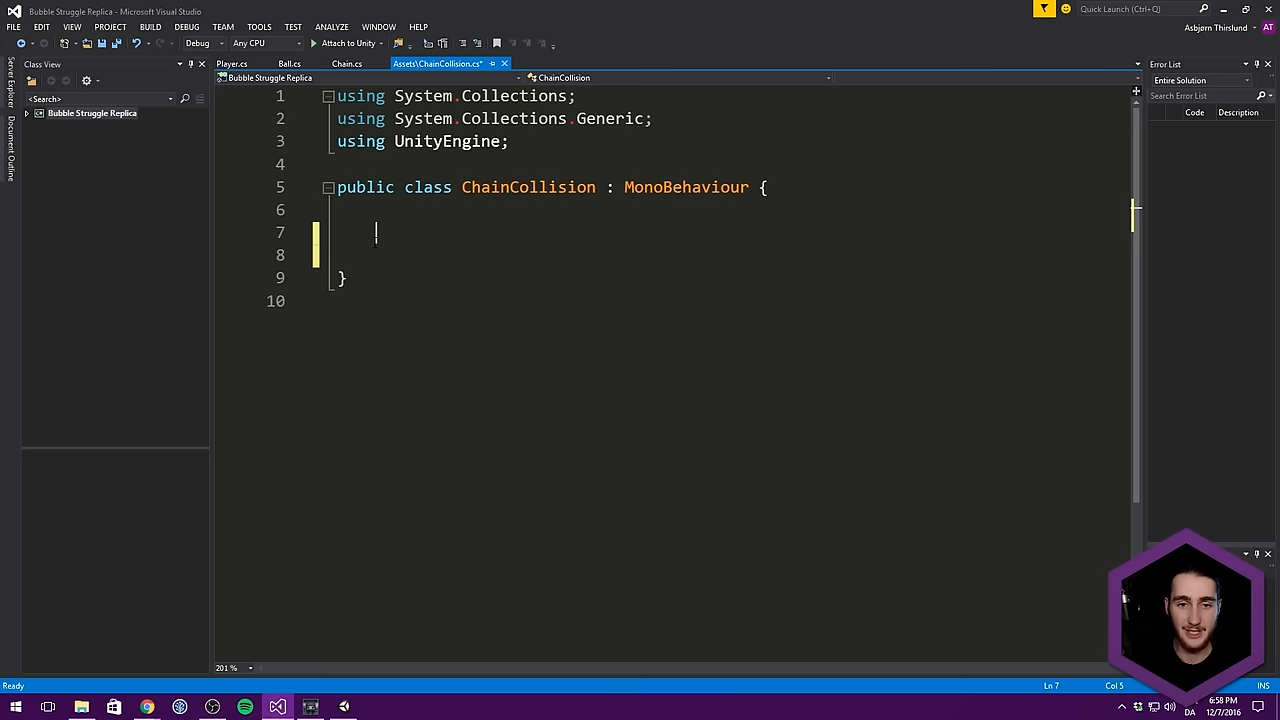 Bubble Struggle Replica - Microsoft Visual Studio
Quick Launch (Ctrl+Q)
FILE EDIT VIEW PROJECT BUILD DEBUG TEAM TOOLS TEST ANALYZE WINDOW HELP
Asbjørn Thirslund
AT
Debug
Any CPU
Attach to Unity
Server Explorer
Document Outline
Class View
<Search>
Bubble Struggle Replica
Player.cs
Ball.cs
Chain.cs
Assets\ChainCollision.cs*
Bubble Struggle Replica
ChainCollision
1 using System.Collections;
2 using System.Collections.Generic;
3 using UnityEngine;
4
5 public class ChainCollision : MonoBehaviour {
6
7
8
9 }
10
201 %
Error List
Entire Solution
Search Error List
Code
Description
Ready
Ln 7
Col 5
INS
DA
6:58 PM
12/7/2016